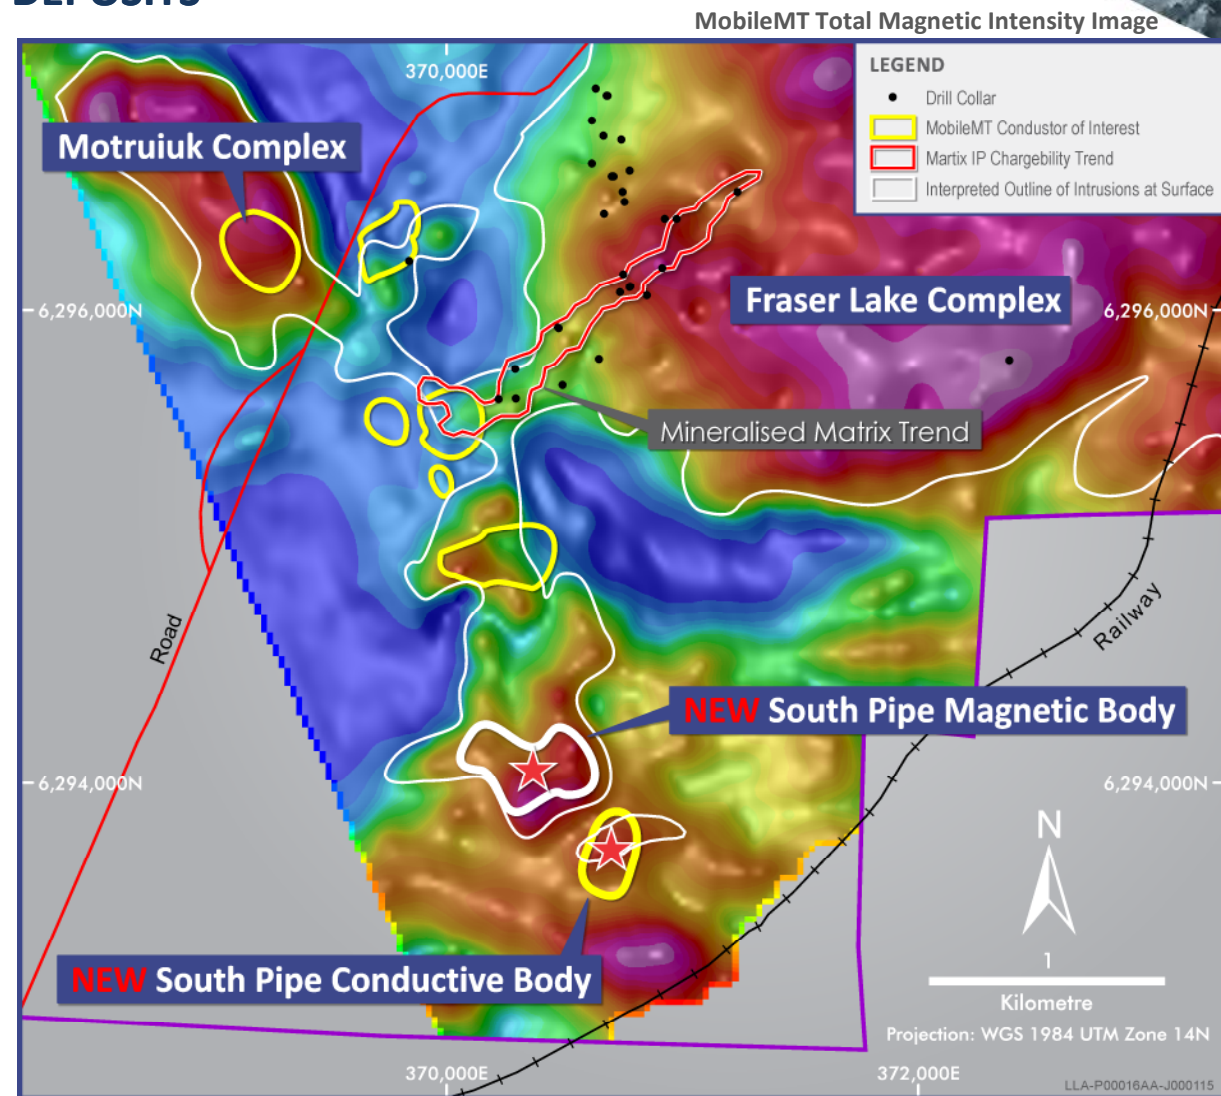 DEPOSITS
MobileMT Total Magnetic Intensity Image
370,000E
LEGEND
Drill Collar
MobileMT Condustor of Interest
Martix IP Chargebility Trend
Interpreted Outline of Intrusions at Surface
Motruiuk Complex
Fraser Lake Complex
6,296,000N
6,296,000N
Mineralised Matrix Trend
Road
Railway
NEW South Pipe Magnetic Body
6,294,000N
6,294,000N
N
NEW South Pipe Conductive Body
1
Kilometre
Projection: WGS 1984 UTM Zone 14N
370,000E
372,000E
LLA-P00016AA-J000115